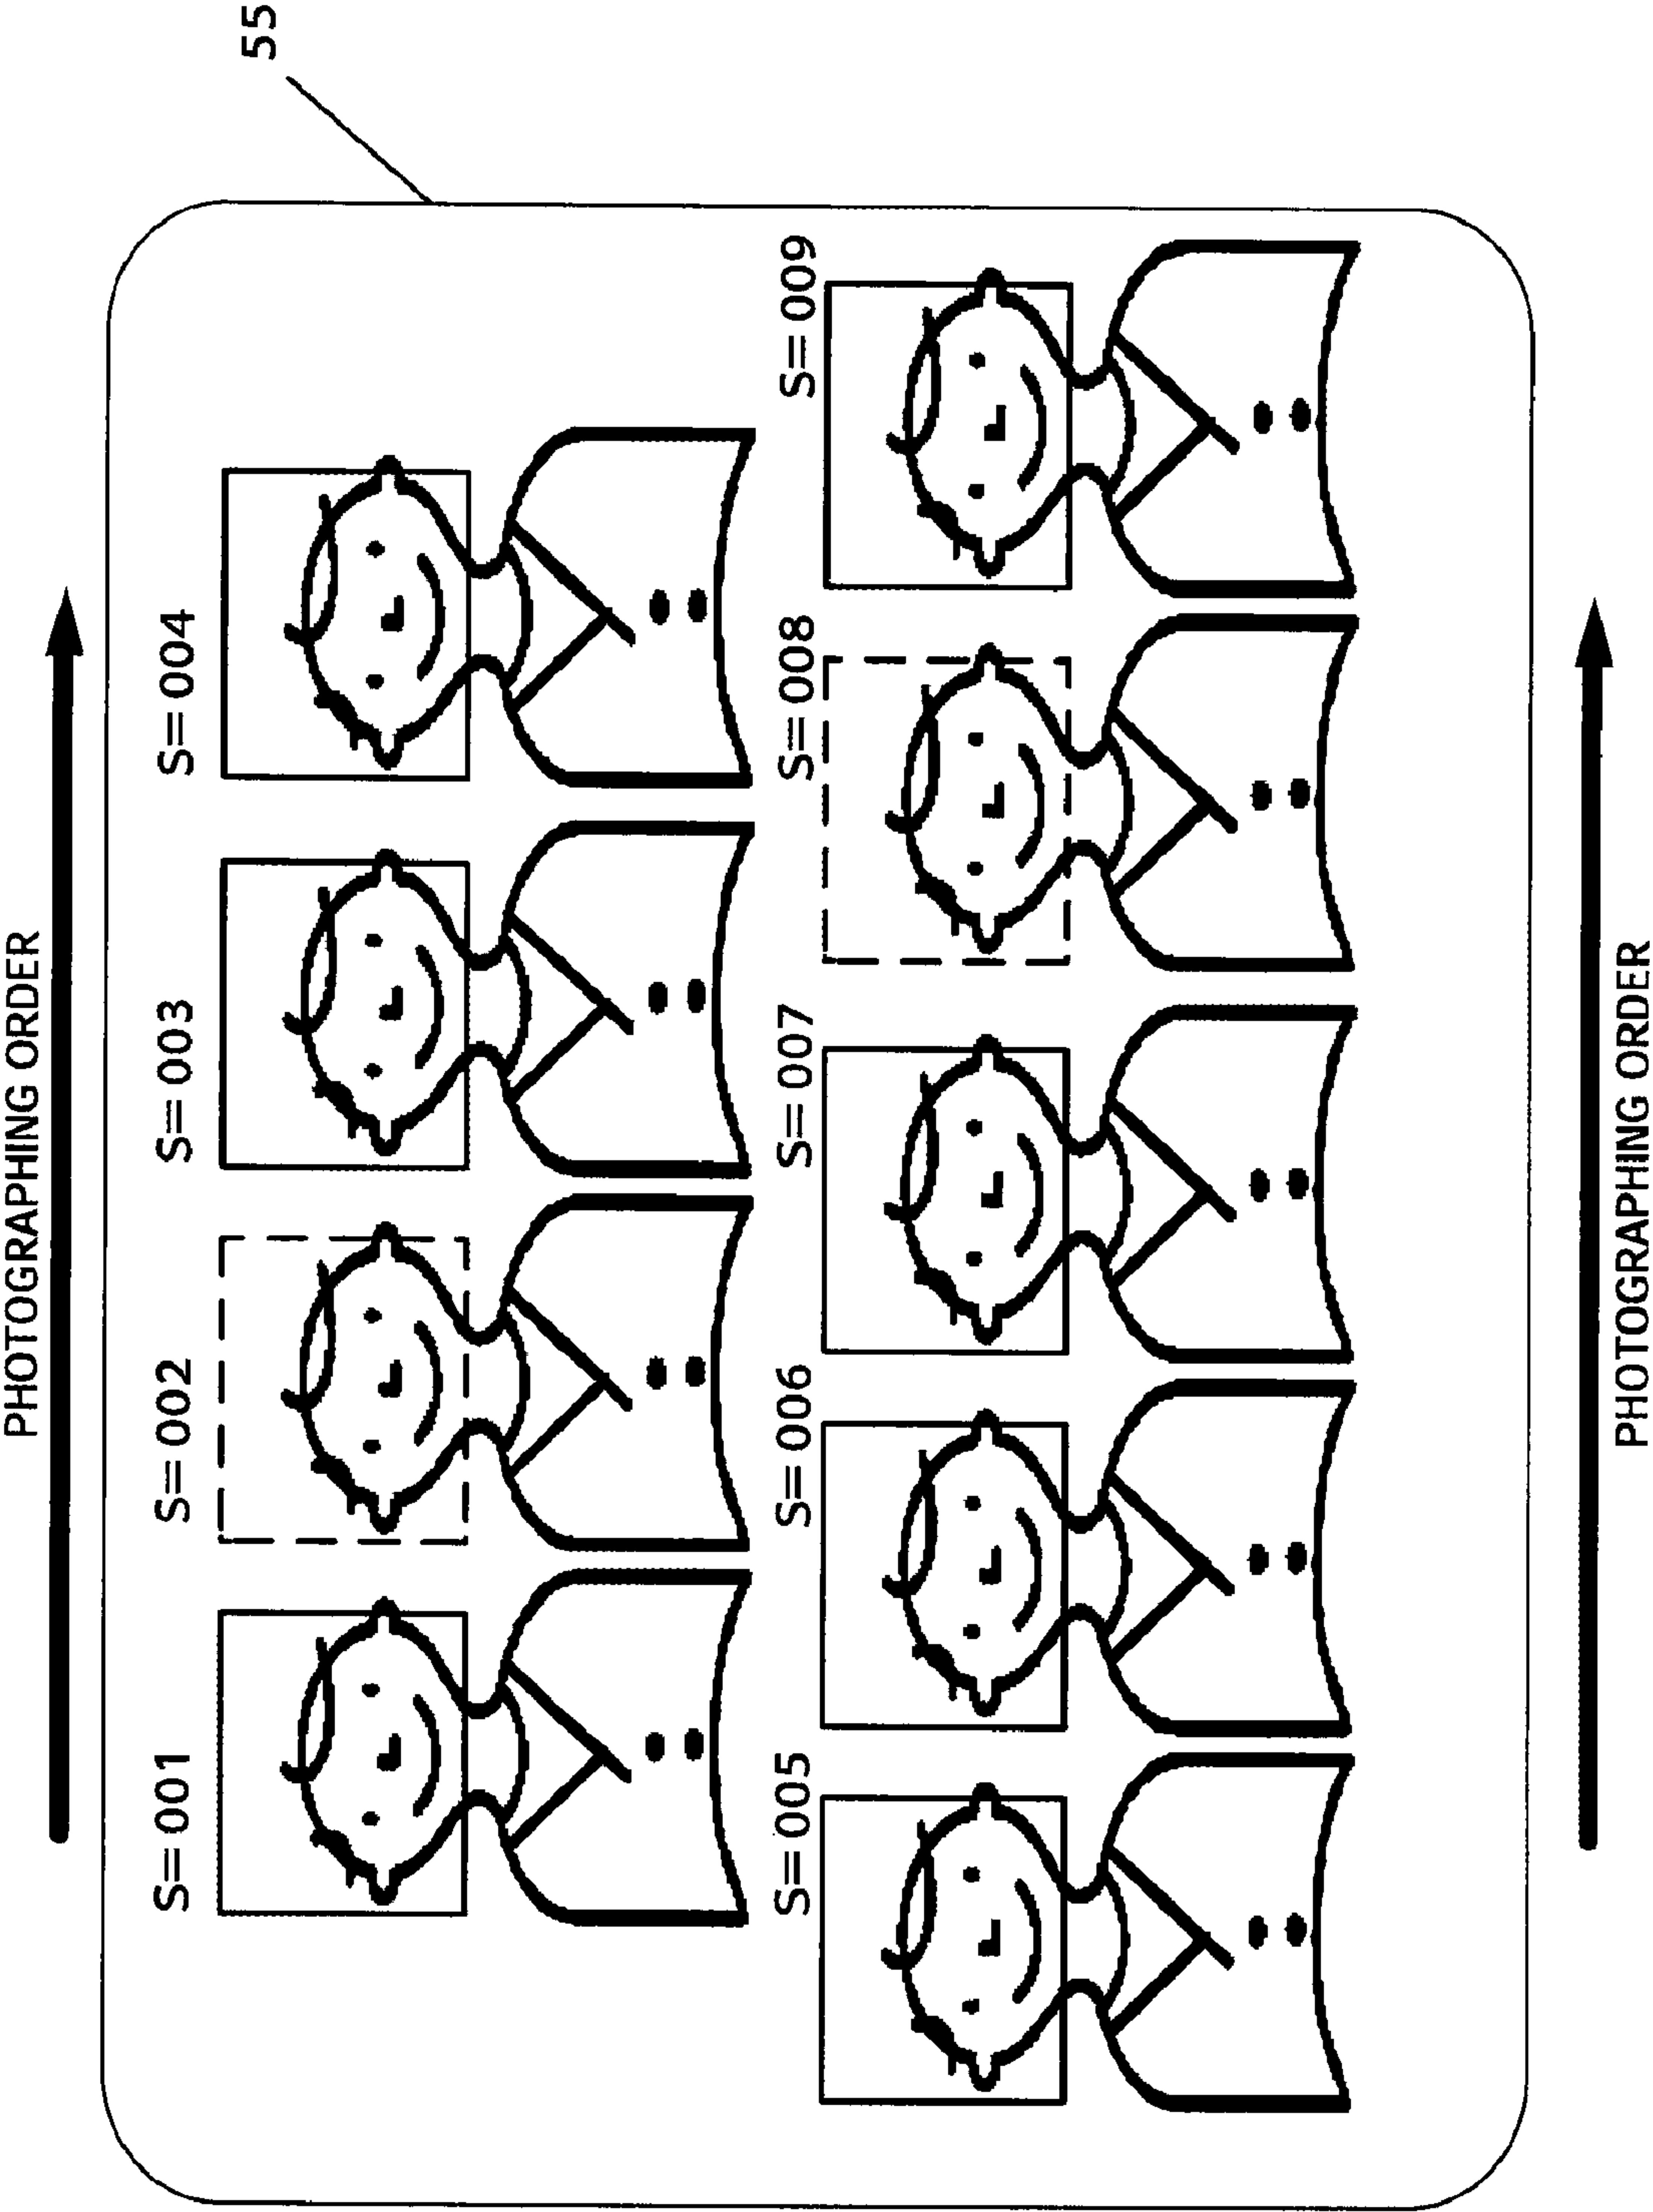 55
PHOTOGRAPHING ORDER
S=001 S=002 S=003 S=004
S=005 S=006 S=007 S=008 S=009
PHOTOGRAPHING ORDER